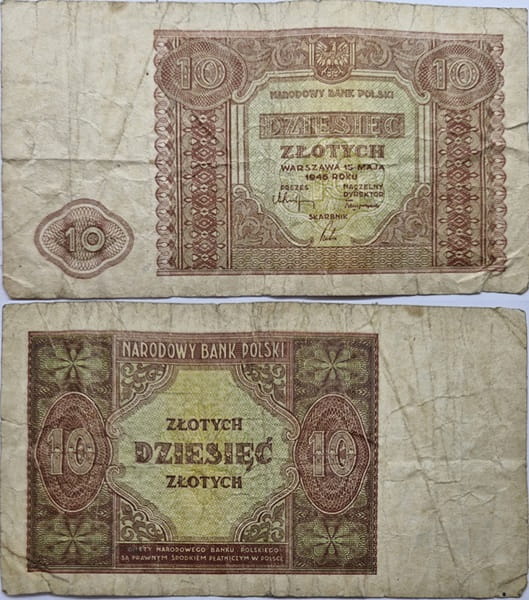 10 10
NARODOWY BANK POLSKI
DZIESIĘĆ
ZŁOTYCH
WARSZAWA 15 MAJA
1946 ROKU
PREZES NACZELNY
DYREKTOR
SKARBNIK
10
NARODOWY BANK POLSKI
ZŁOTYCH
10 DZIESIĘĆ 10
ZŁOTYCH
BILETY NARODOWEGO BANKU POLSKIEGO
SĄ PRAWNYM ŚRODKIEM PŁATNICZYM W POLSCE